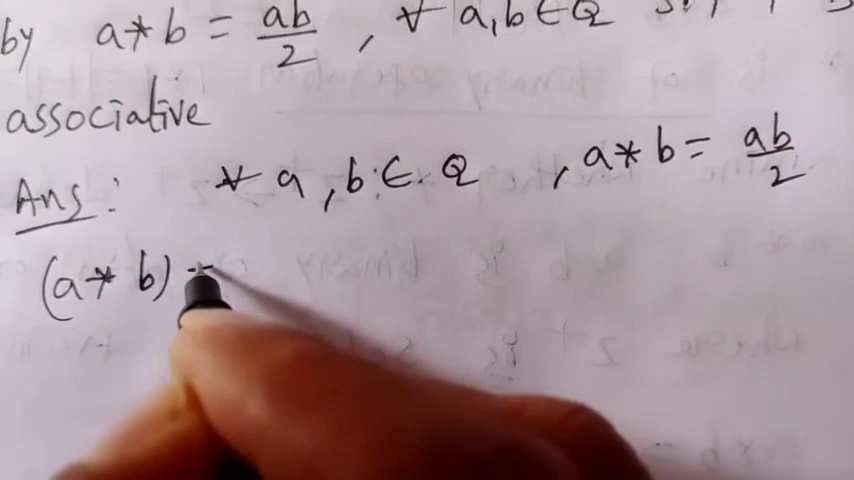 by a * b = ab/2 , ∀ a,b ∈ Q
associative
Ans: ∀ a, b ∈ Q , a * b = ab/2
(a * b)